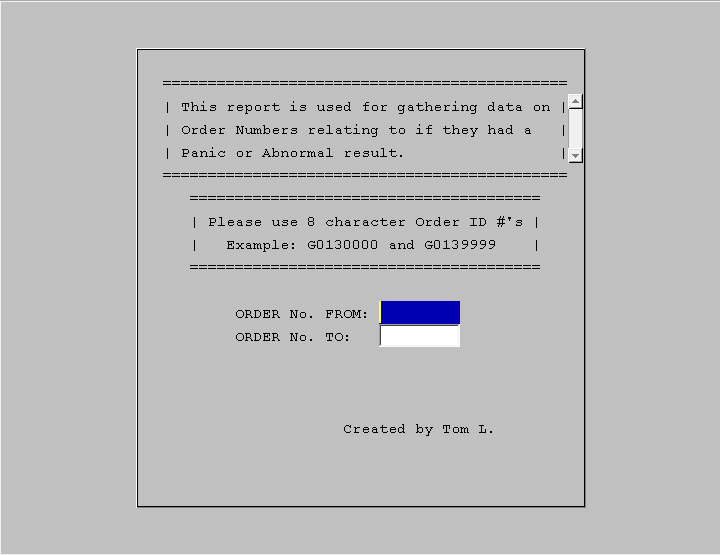 =============================================
| This report is used for gathering data on |
| Order Numbers relating to if they had a   |
| Panic or Abnormal result.                 |
=============================================
=======================================
| Please use 8 character Order ID #'s |
|   Example: G0130000 and G0139999    |
=======================================
ORDER No. FROM:
ORDER No. TO:
Created by Tom L.